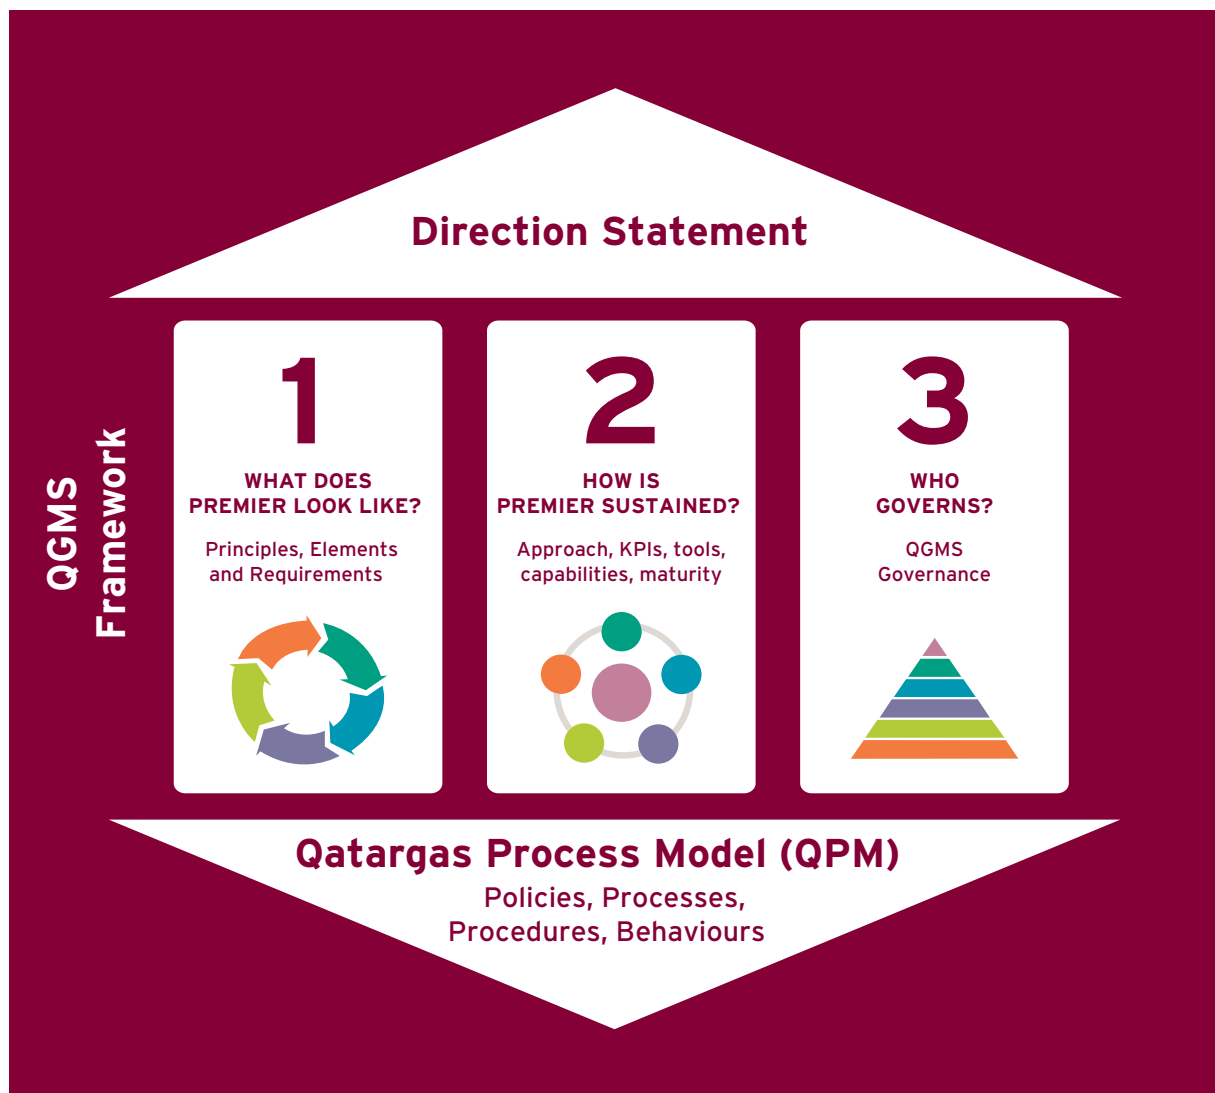 Direction Statement
QGMS
Framework
1
WHAT DOES
PREMIER LOOK LIKE?
Principles, Elements
and Requirements
2
HOW IS
PREMIER SUSTAINED?
Approach, KPIs, tools,
capabilities, maturity
3
WHO
GOVERNS?
QGMS
Governance
Qatargas Process Model (QPM)
Policies, Processes,
Procedures, Behaviours